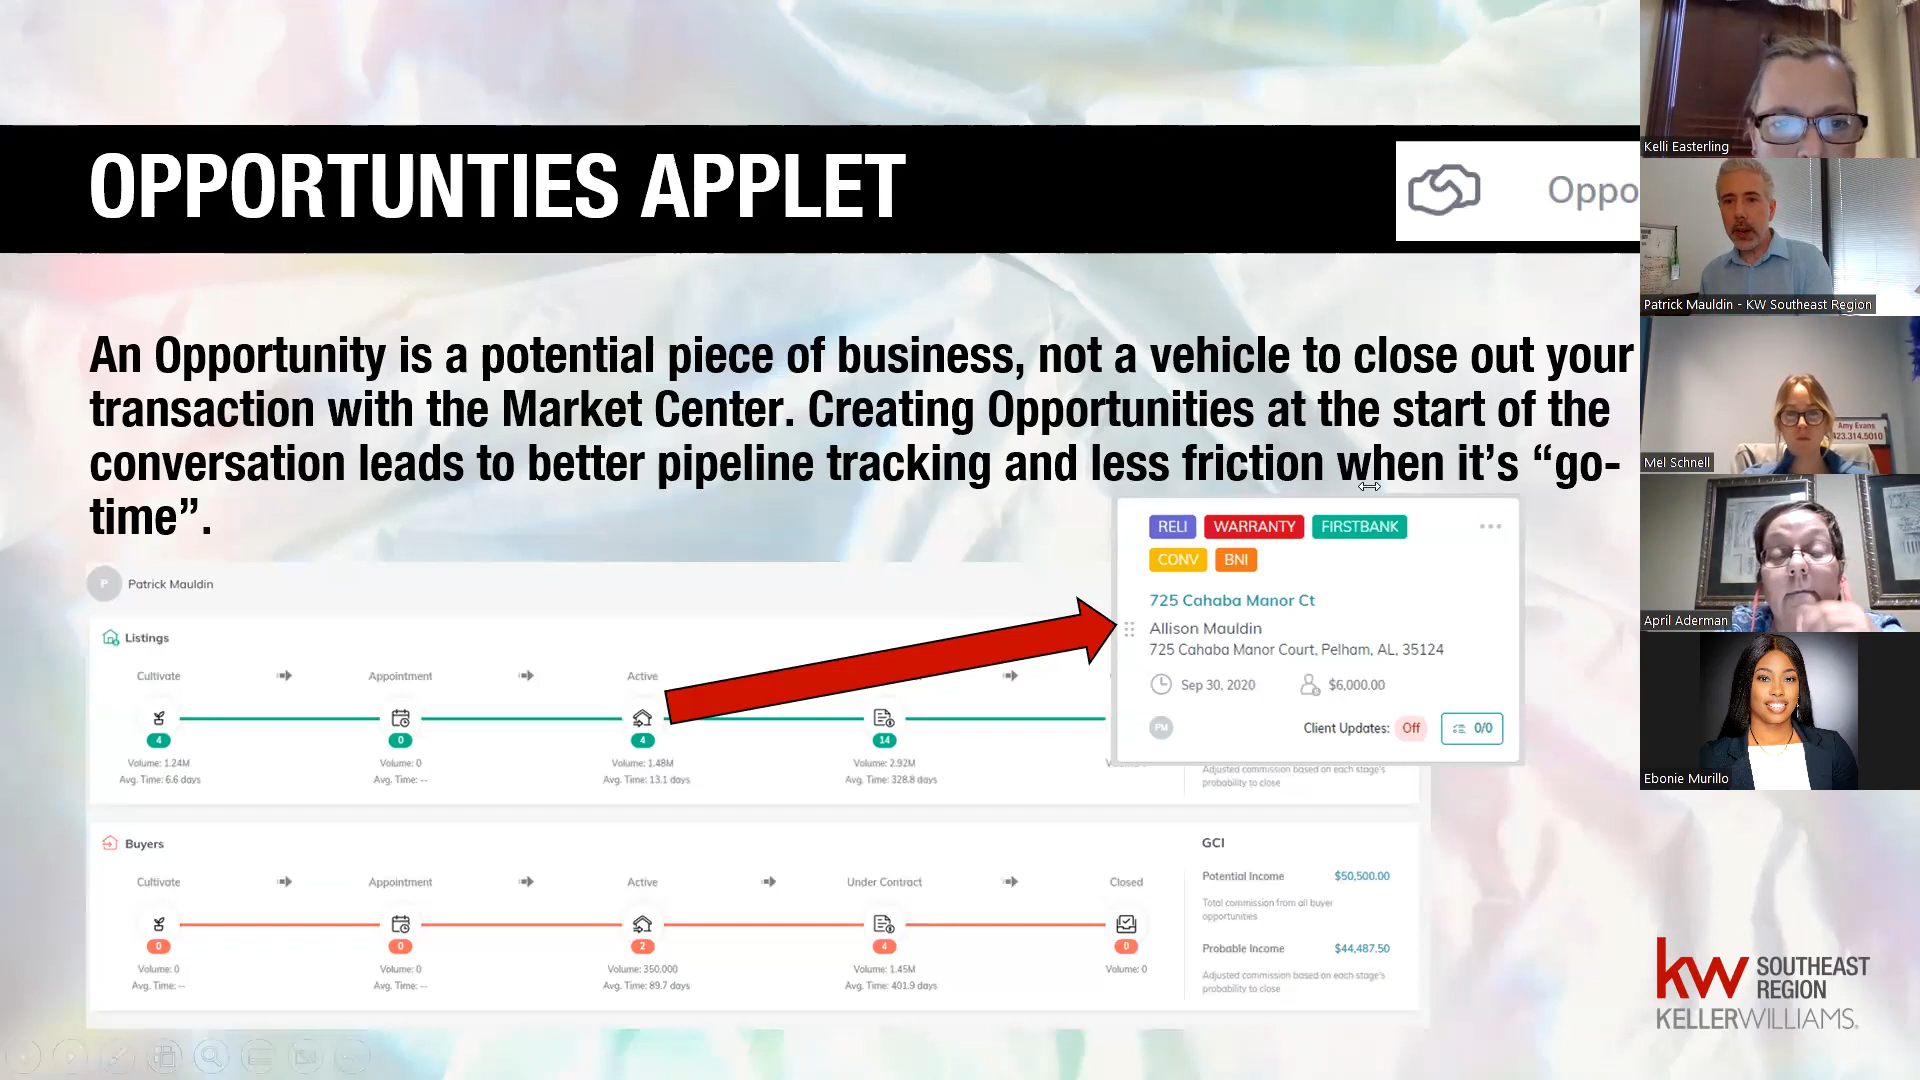 OPPORTUNTIES APPLET
Oppo
An Opportunity is a potential piece of business, not a vehicle to close out your
transaction with the Market Center. Creating Opportunities at the start of the
conversation leads to better pipeline tracking and less friction when it's “go-
time”.
P Patrick Mauldin
Listings
Cultivate Appointment Active
4 0 4 14
Volume: 1.24M Volume: 0 Volume: 1.48M Volume: 2.92M
Avg. Time: 6.6 days Avg. Time: -- Avg. Time: 13.1 days Avg. Time: 328.8 days
Adjusted commission based on each stage's
probability to close
RELI WARRANTY FIRSTBANK
CONV BNI
725 Cahaba Manor Ct
Allison Mauldin
725 Cahaba Manor Court, Pelham, AL, 35124
Sep 30, 2020 $6,000.00
PM Client Updates: Off 0/0
Buyers
Cultivate Appointment Active Under Contract Closed
0 0 2 4 0
Volume: 0 Volume: 0 Volume: 350,000 Volume: 1.45M Volume: 0
Avg. Time: -- Avg. Time: -- Avg. Time: 89.7 days Avg. Time: 401.9 days
GCI
Potential Income $50,500.00
Total commission from all buyer
opportunities
Probable Income $44,487.50
Adjusted commission based on each stage's
probability to close
Kelli Easterling
Patrick Mauldin - KW Southeast Region
Amy Evans
423.314.5010
Mel Schnell
April Aderman
Ebonie Murillo
kw SOUTHEAST
REGION
KELLERWILLIAMS.